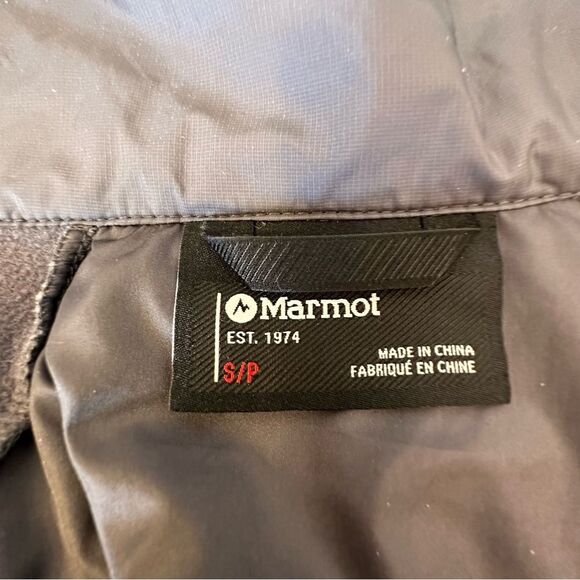 Marmot
EST. 1974
S/P
MADE IN CHINA
FABRIQUÉ EN CHINE